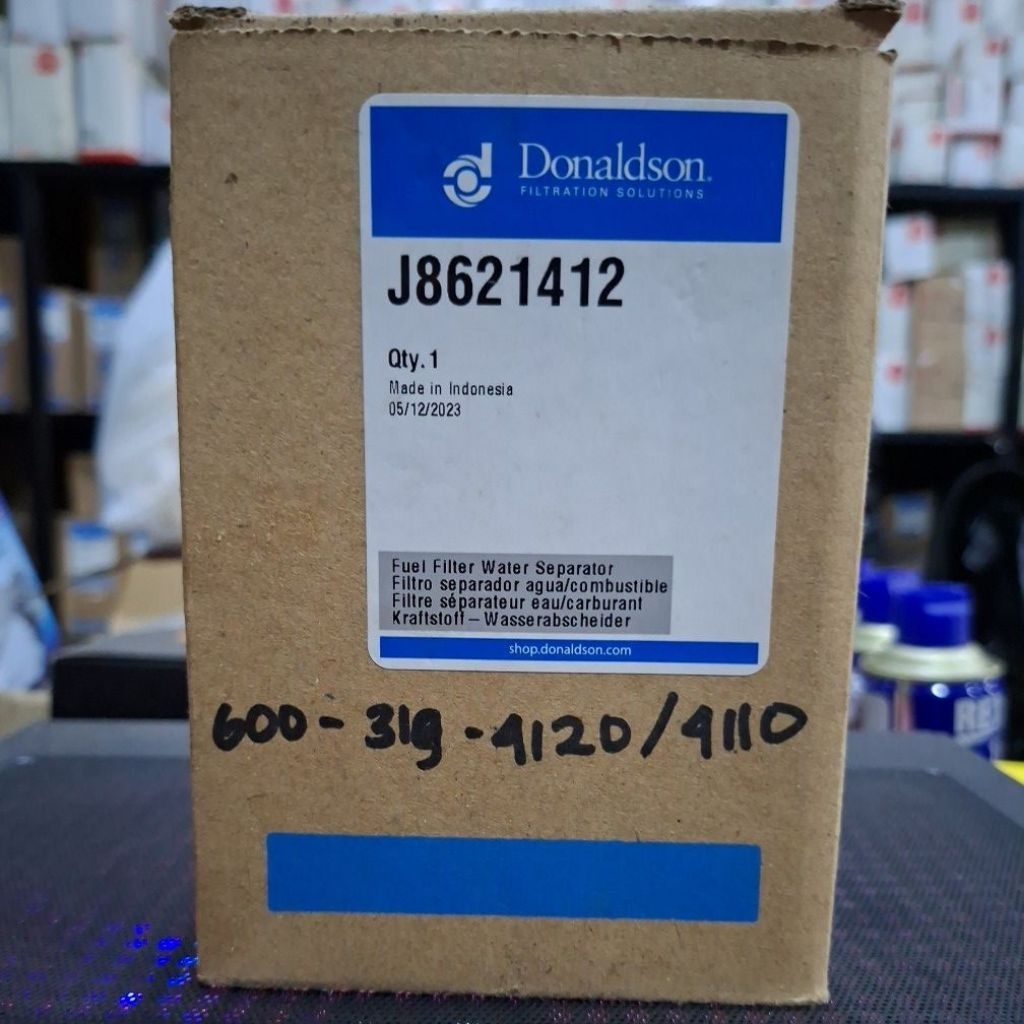 Donaldson.
FILTRATION SOLUTIONS
J8621412
Qty. 1
Made in Indonesia
05/12/2023
Fuel Filter Water Separator
Filtro separador agua/combustible
Filtre séparateur eau/carburant
Kraftstoff – Wasserabscheider
shop.donaldson.com
600-319-4120/4110